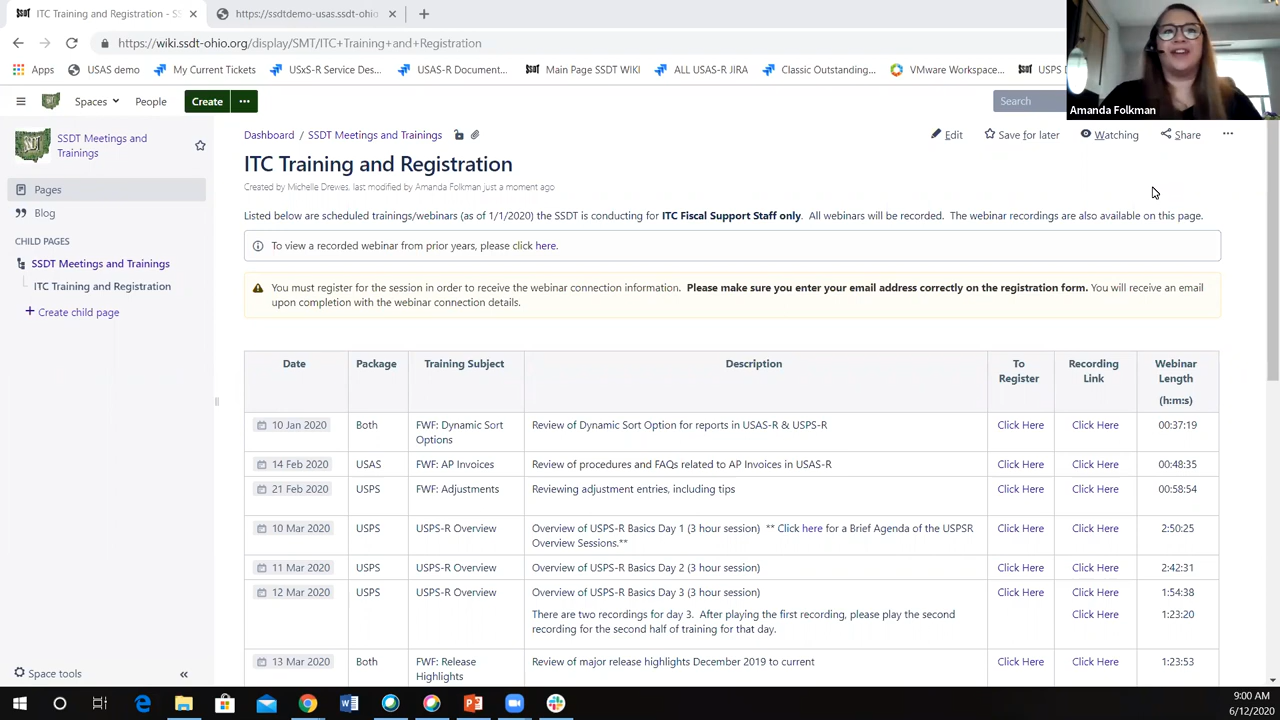 ITC Training and Registration - S
https://ssdtdemo-usas.ssdt-ohio
https://wiki.ssdt-ohio.org/display/SMT/ITC+Training+and+Registration
Apps
USAS demo
My Current Tickets
USxS-R Service Des...
USAS-R Document...
Main Page SSDT WIKI
ALL USAS-R JIRA
Classic Outstanding...
VMware Workspace...
USPS D
Amanda Folkman
Spaces
People
Create
Search
SSDT Meetings and
Trainings
Pages
Blog
CHILD PAGES
SSDT Meetings and Trainings
ITC Training and Registration
+ Create child page
Space tools
Dashboard / SSDT Meetings and Trainings
Edit
Save for later
Watching
Share
ITC Training and Registration
Created by Michelle Drewes, last modified by Amanda Folkman just a moment ago
Listed below are scheduled trainings/webinars (as of 1/1/2020) the SSDT is conducting for ITC Fiscal Support Staff only. All webinars will be recorded. The webinar recordings are also available on this page.
To view a recorded webinar from prior years, please click here.
You must register for the session in order to receive the webinar connection information. Please make sure you enter your email address correctly on the registration form. You will receive an email
upon completion with the webinar connection details.
Date Package Training Subject Description To Register Recording Link Webinar Length (h:m:s)
10 Jan 2020 Both FWF: Dynamic Sort Options Review of Dynamic Sort Option for reports in USAS-R & USPS-R Click Here Click Here 00:37:19
14 Feb 2020 USAS FWF: AP Invoices Review of procedures and FAQs related to AP Invoices in USAS-R Click Here Click Here 00:48:35
21 Feb 2020 USPS FWF: Adjustments Reviewing adjustment entries, including tips Click Here Click Here 00:58:54
10 Mar 2020 USPS USPS-R Overview Overview of USPS-R Basics Day 1 (3 hour session) ** Click here for a Brief Agenda of the USPSR Click Here Click Here 2:50:25
Overview Sessions.**
11 Mar 2020 USPS USPS-R Overview Overview of USPS-R Basics Day 2 (3 hour session) Click Here Click Here 2:42:31
12 Mar 2020 USPS USPS-R Overview Overview of USPS-R Basics Day 3 (3 hour session) Click Here Click Here 1:54:38
There are two recordings for day 3. After playing the first recording, please play the second Click Here 1:23:20
recording for the second half of training for that day.
13 Mar 2020 Both FWF: Release Highlights Review of major release highlights December 2019 to current Click Here Click Here 1:23:53
9:00 AM
6/12/2020